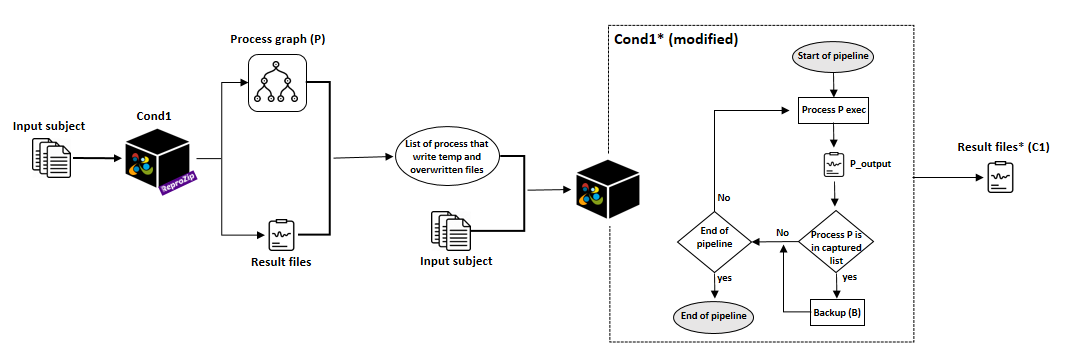 Process graph (P)
Cond1
Input subject
ReproZip
Result files
List of process that
write temp and
overwritten files
Input subject
Cond1* (modified)
Start of pipeline
Process P exec
P_output
Process P is
in captured
list
No
yes
Backup (B)
End of
pipeline
No
yes
End of pipeline
Result files* (C1)